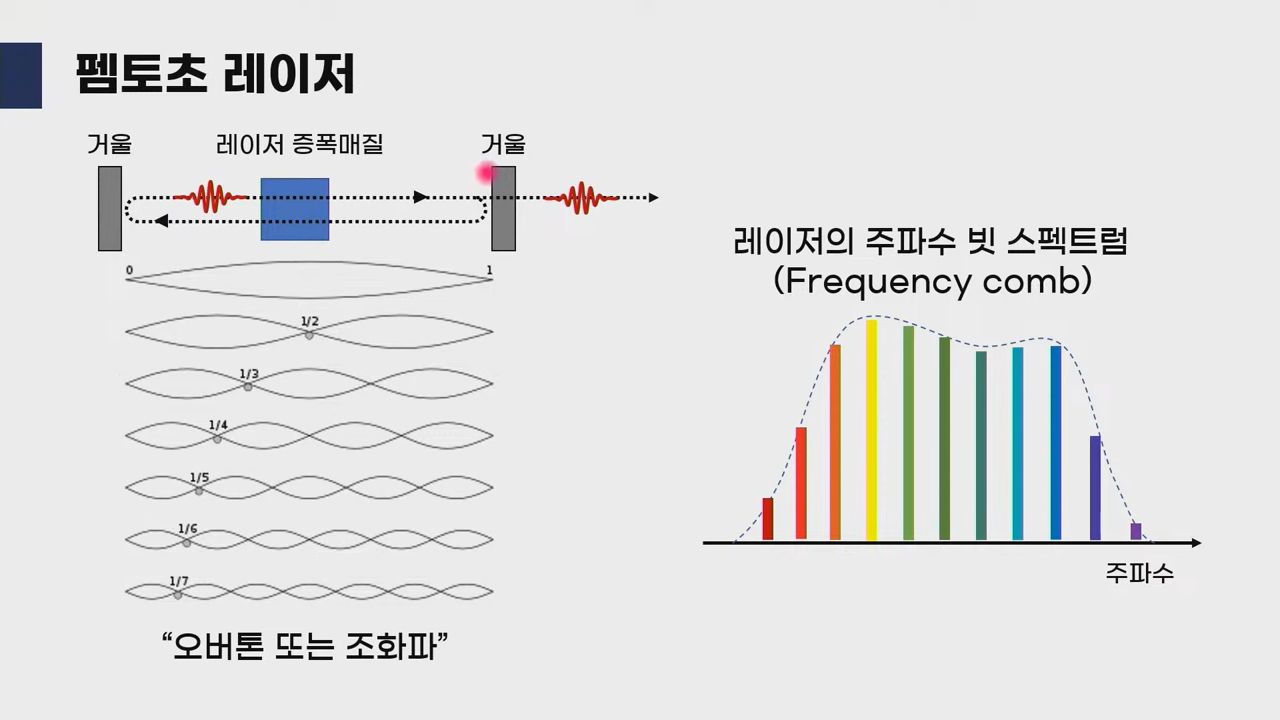 펨토초 레이저
거울
레이저 증폭매질
거울
0
1
1/2
1/3
1/4
1/5
1/6
1/7
“오버톤 또는 조화파”
레이저의 주파수 빗 스펙트럼
(Frequency comb)
주파수